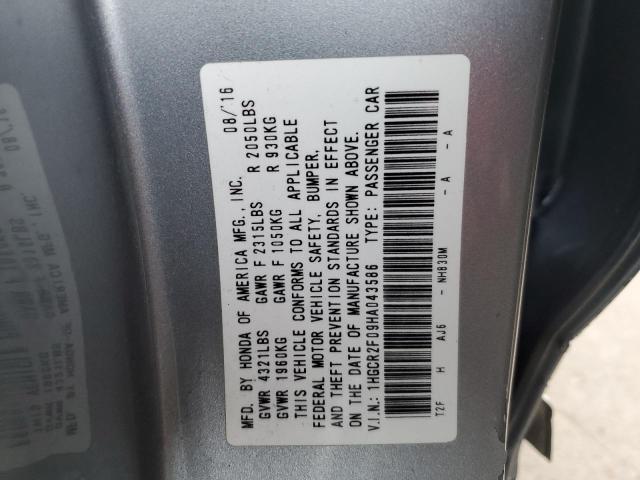 MFD. BY HONDA OF AMERICA MFG., INC. 08/'16
GVWR 4321LBS GAWR F 2315LBS R 2050LBS
GVWR 1960KG GAWR F 1050KG R 930KG
THIS VEHICLE CONFORMS TO ALL APPLICABLE
FEDERAL MOTOR VEHICLE SAFETY, BUMPER,
AND THEFT PREVENTION STANDARDS IN EFFECT
ON THE DATE OF MANUFACTURE SHOWN ABOVE.
V.I.N.: 1HGCR2F09HA043586 TYPE: PASSENGER CAR
T2F H AJ6 - NH830M - A - A